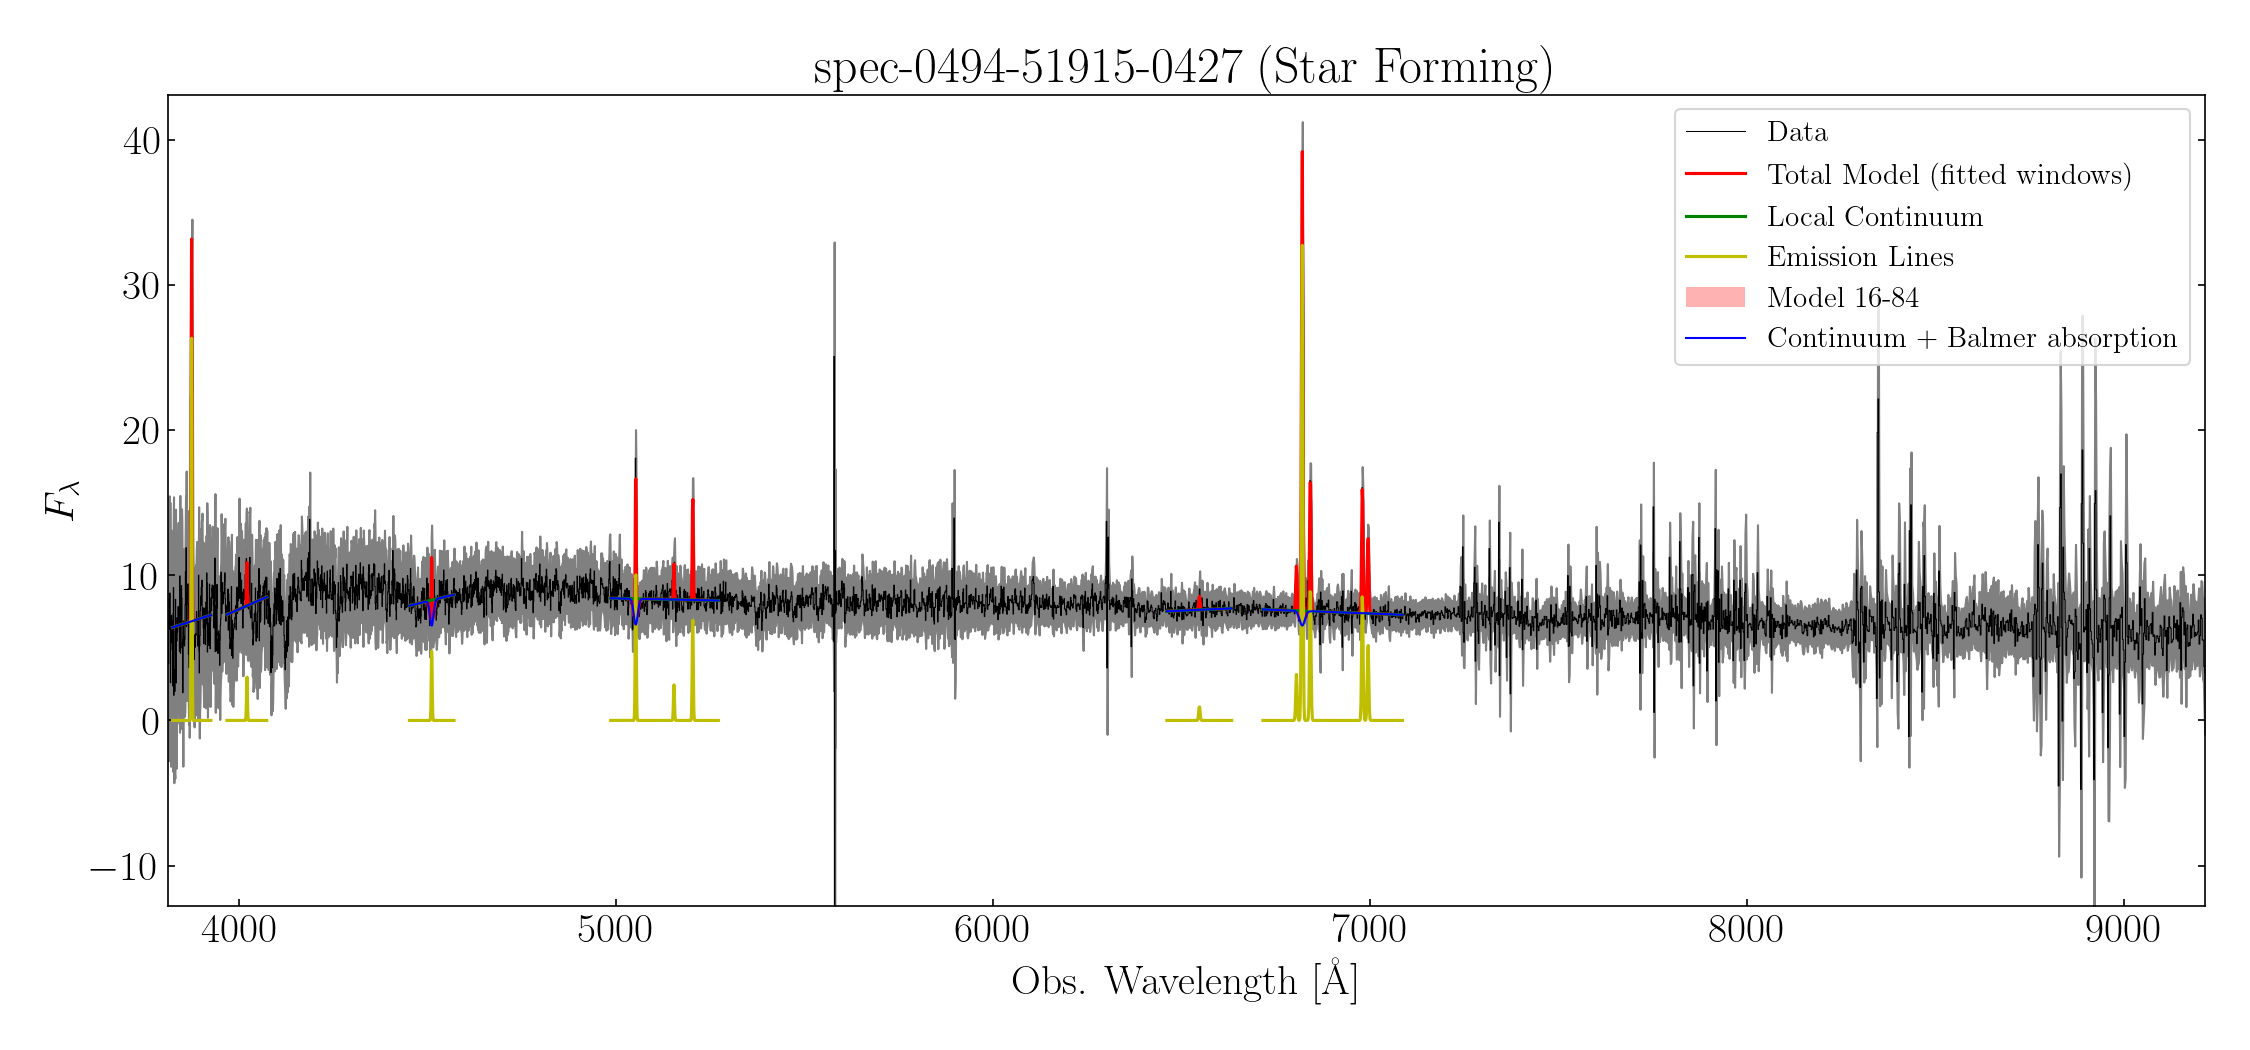 spec-0494-51915-0427 (Star Forming)
Data
Total Model (fitted windows)
Local Continuum
Emission Lines
Model 16-84
Continuum + Balmer absorption
40
30
20
10
0
−10
Fλ
4000 5000 6000 7000 8000 9000
Obs. Wavelength [Å]